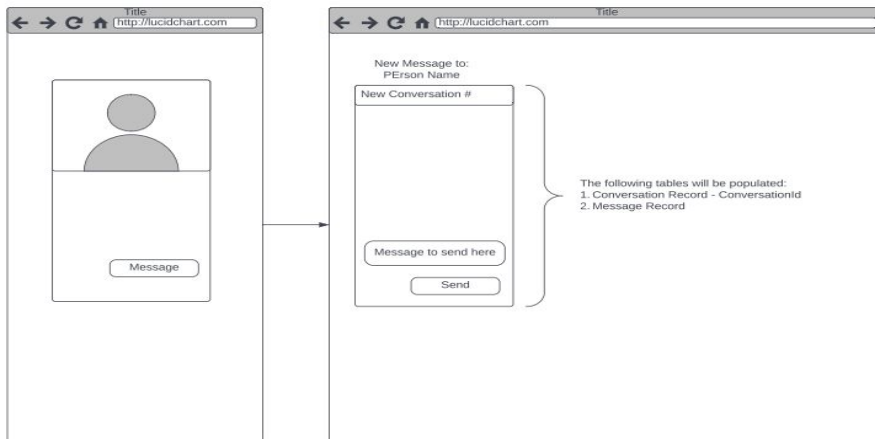 Title
http://lucidchart.com
Message
Title
http://lucidchart.com
New Message to:
PErson Name
New Conversation #
Message to send here
Send
The following tables will be populated:
1. Conversation Record - ConversationId
2. Message Record